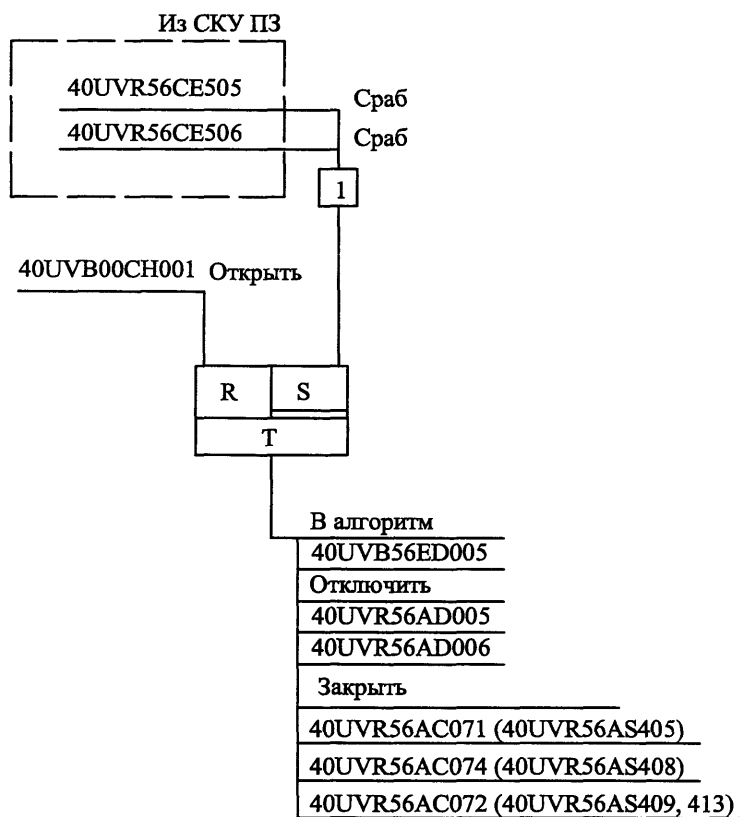 Из СКУ ПЗ
40UVR56CE505 Сраб
40UVR56CE506 Сраб
1
40UVB00CH001 Открыть
R S
T
В алгоритм
40UVB56ED005
Отключить
40UVR56AD005
40UVR56AD006
Закрыть
40UVR56AC071 (40UVR56AS405)
40UVR56AC074 (40UVR56AS408)
40UVR56AC072 (40UVR56AS409, 413)